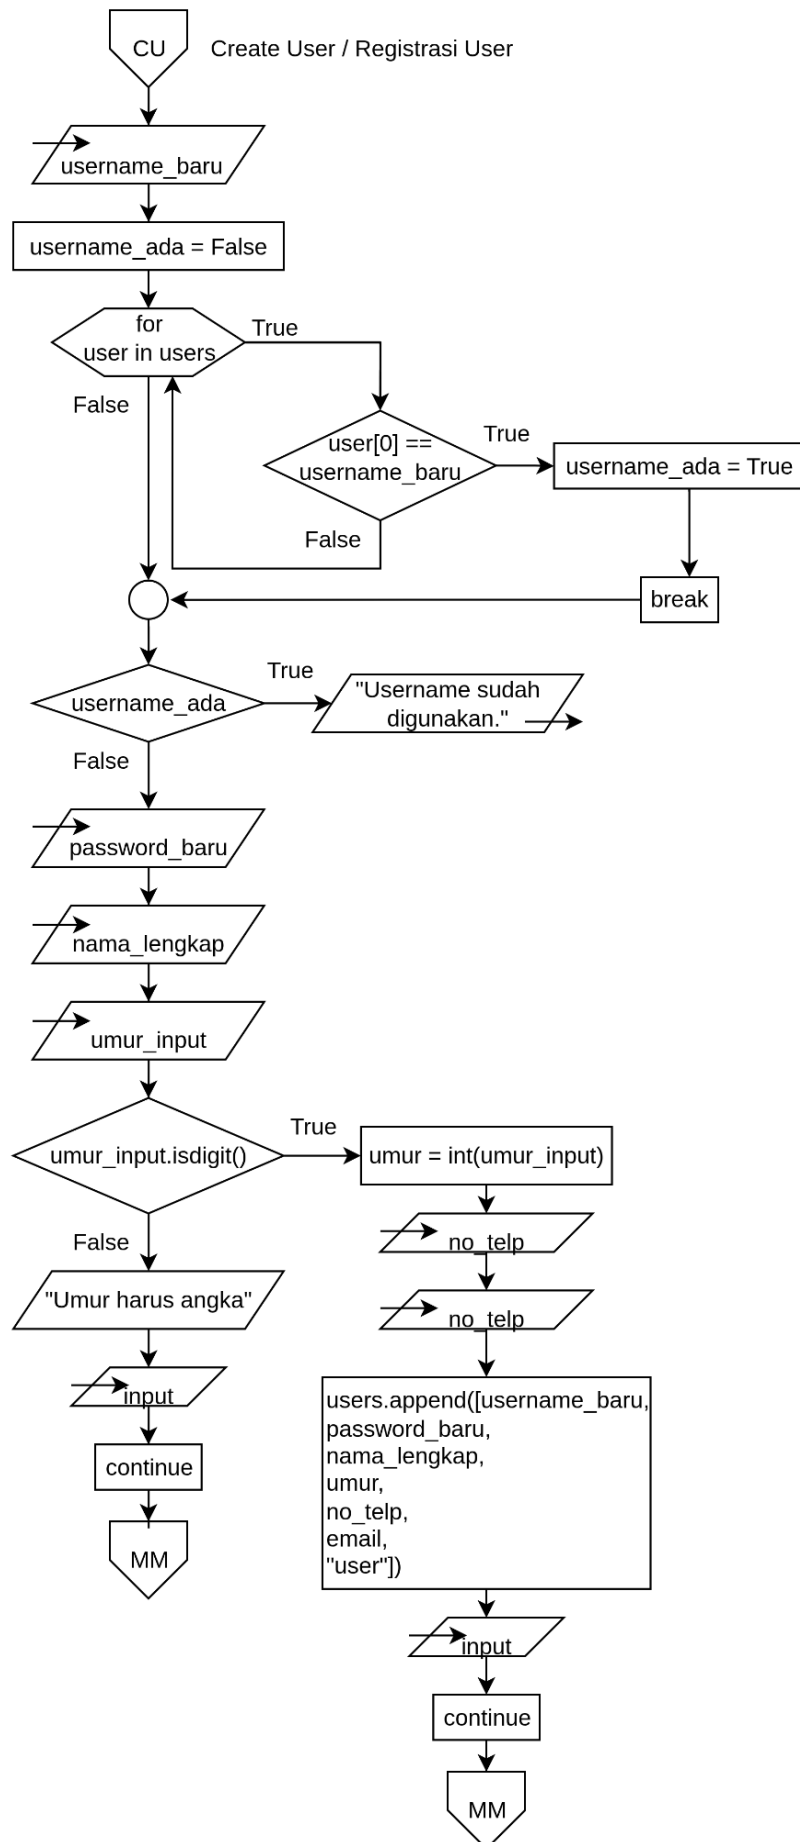 CU
Create User / Registrasi User
username_baru
username_ada = False
for
user in users
True
False
user[0] ==
username_baru
True
username_ada = True
False
break
username_ada
True
"Username sudah
digunakan."
False
password_baru
nama_lengkap
umur_input
umur_input.isdigit()
True
umur = int(umur_input)
False
no_telp
"Umur harus angka"
no_telp
input
users.append([username_baru,
password_baru,
nama_lengkap,
umur,
no_telp,
email,
"user"])
continue
MM
input
continue
MM